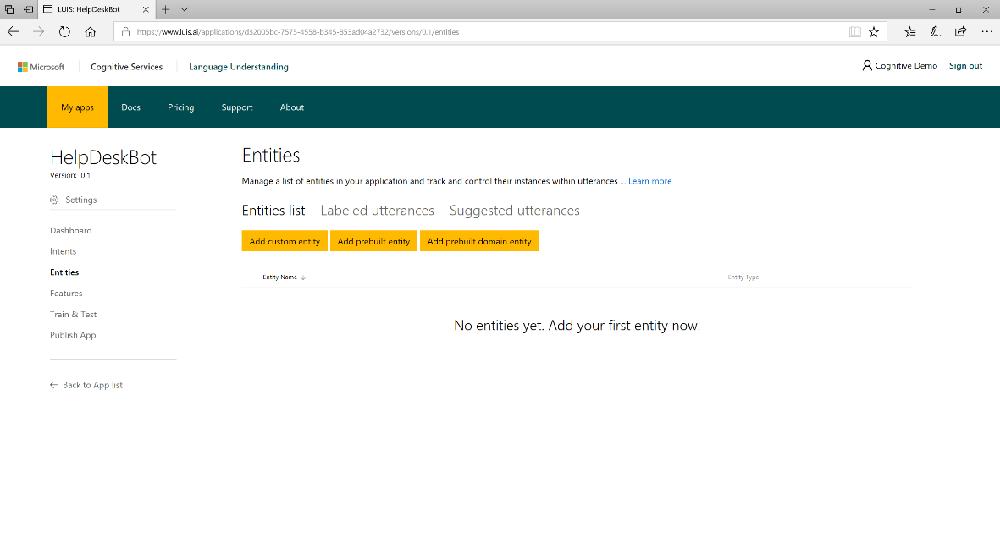 LUIS: HelpDeskBot
https://www.luis.ai/applications/d32005bc-7575-4558-b345-853ad04a2732/versions/0.1/entities
Microsoft Cognitive Services Language Understanding Cognitive Demo Sign out
My apps Docs Pricing Support About
HelpDeskBot
Version: 0.1
Settings
Dashboard
Intents
Entities
Features
Train & Test
Publish App
Back to App list
Entities
Manage a list of entities in your application and track and control their instances within utterances ... Learn more
Entities list Labeled utterances Suggested utterances
Add custom entity Add prebuilt entity Add prebuilt domain entity
Entity Name Entity Type
No entities yet. Add your first entity now.